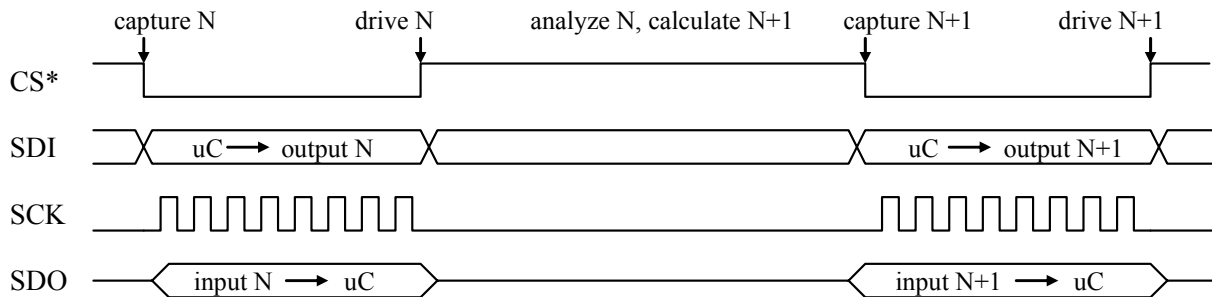 capture N drive N analyze N, calculate N+1 capture N+1 drive N+1
CS*
SDI uC → output N uC → output N+1
SCK
SDO input N → uC input N+1 → uC